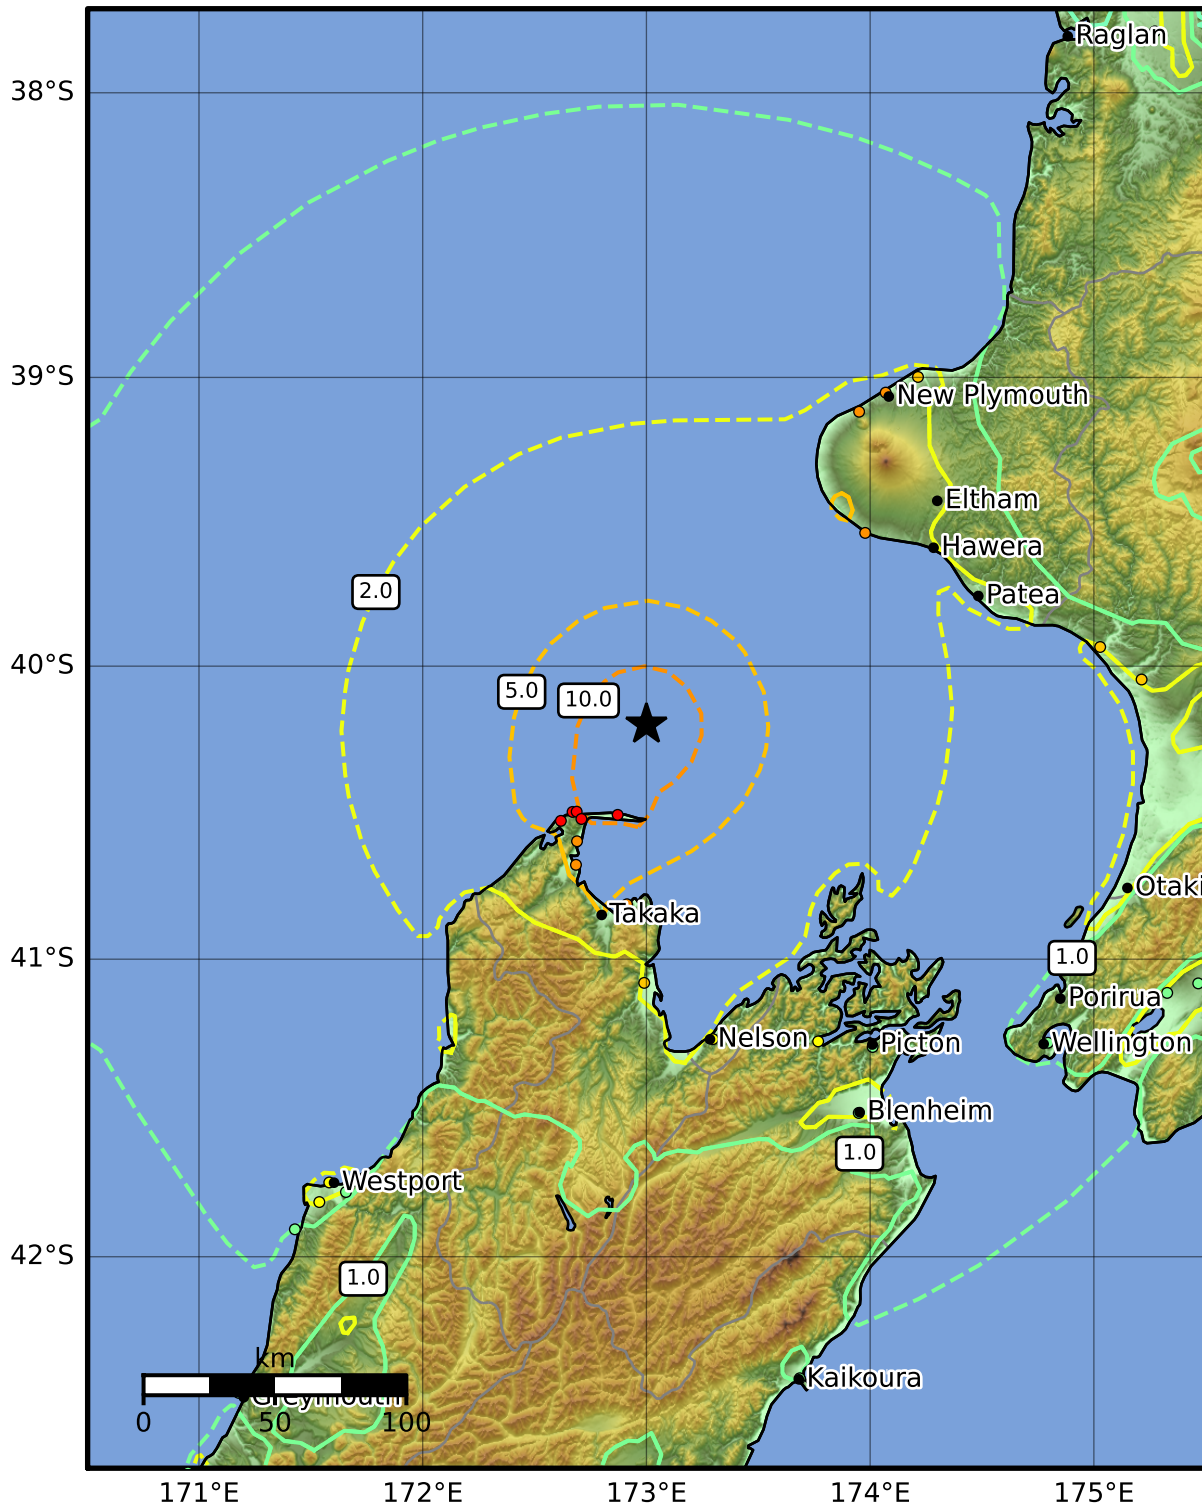 Raglan
38°S
39°S
New Plymouth
Eltham
Hawera
2.0
Patea
40°S
5.0
10.0
Otaki
Takaka
41°S
1.0
Porirua
Nelson
Picton
Wellington
Blenheim
1.0
Westport
42°S
1.0
km
Kaikoura
Greymouth
0
50
100
171°E
172°E
173°E
174°E
175°E